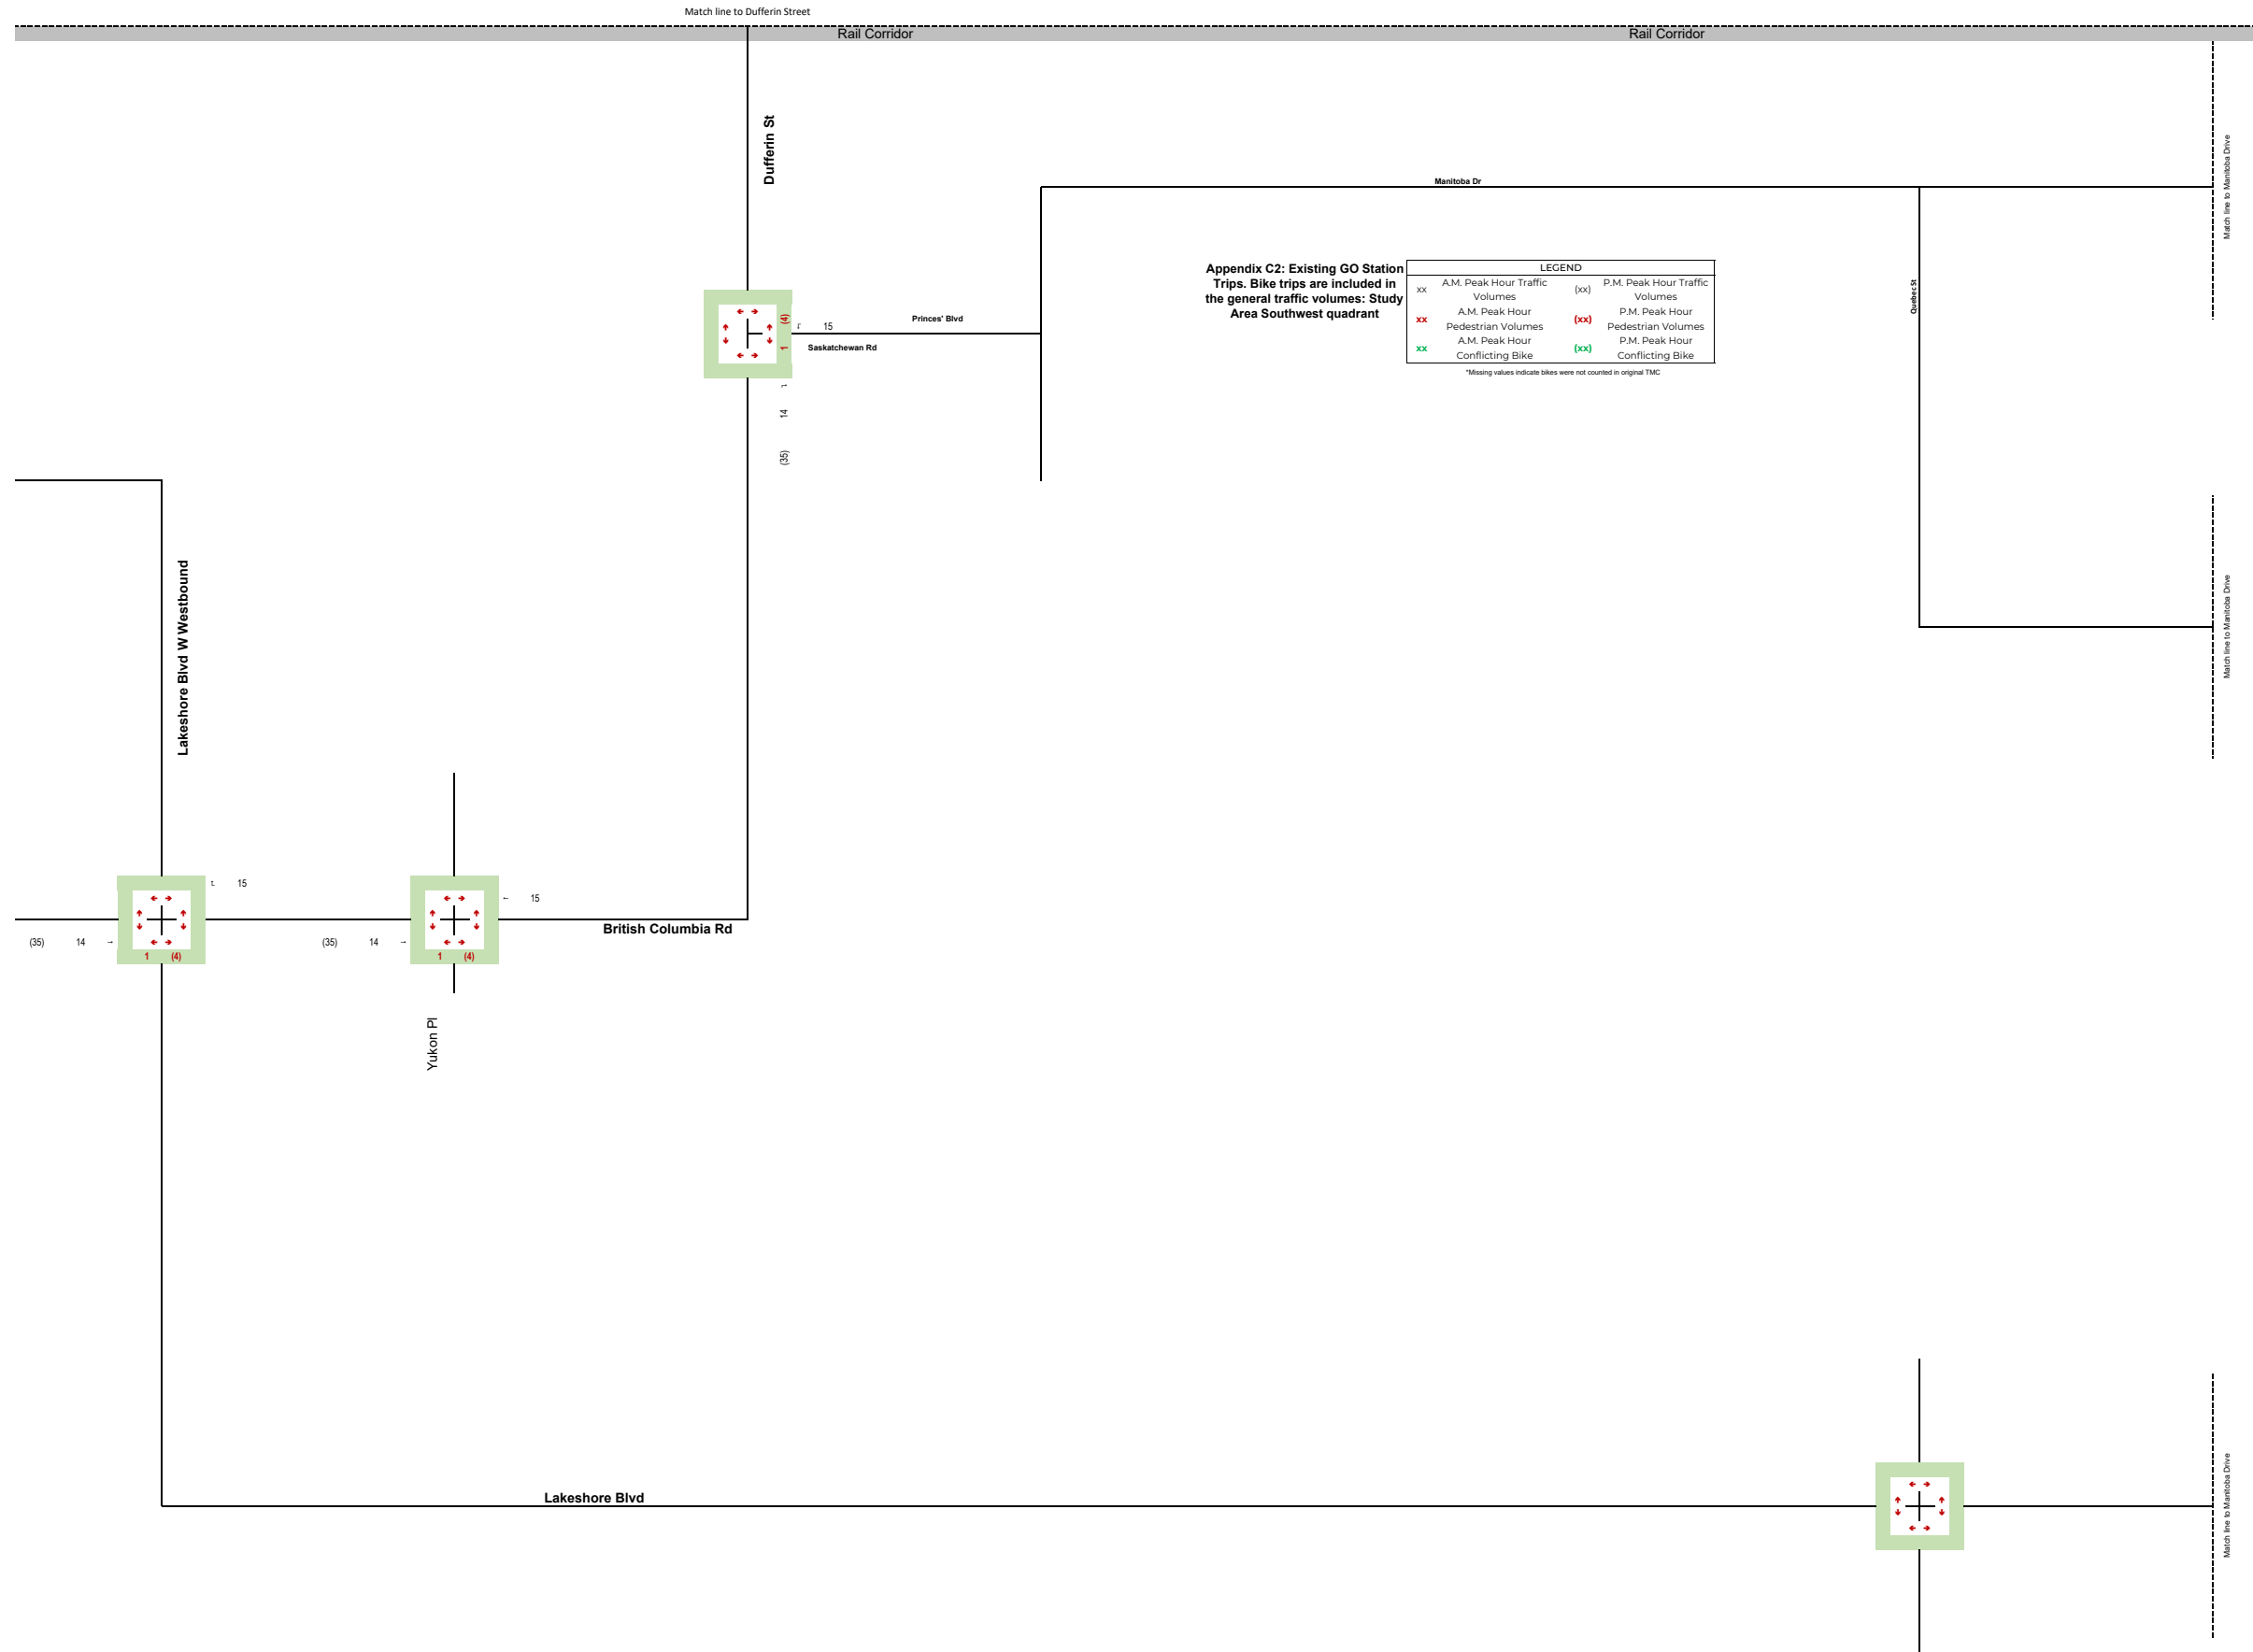 Match line to Dufferin Street
Rail Corridor
Rail Corridor
Dufferin St
Match line to Manitoba Drive
Manitoba Dr
Quebec St
Appendix C2: Existing GO Station
Trips. Bike trips are included in
the general traffic volumes: Study
Area Southwest quadrant
LEGEND
xx A.M. Peak Hour Traffic Volumes (xx) P.M. Peak Hour Traffic Volumes
xx A.M. Peak Hour Pedestrian Volumes (xx) P.M. Peak Hour Pedestrian Volumes
xx A.M. Peak Hour Conflicting Bike (xx) P.M. Peak Hour Conflicting Bike
*Missing values indicate bikes were not counted in original TMC
1 (4)
15
Princes' Blvd
Saskatchewan Rd
14
(35)
Lakeshore Blvd W Westbound
Match line to Manitoba Drive
15
15
British Columbia Rd
(35) 14
(35) 14
1 (4)
1 (4)
Yukon Pl
Lakeshore Blvd
Match line to Manitoba Drive